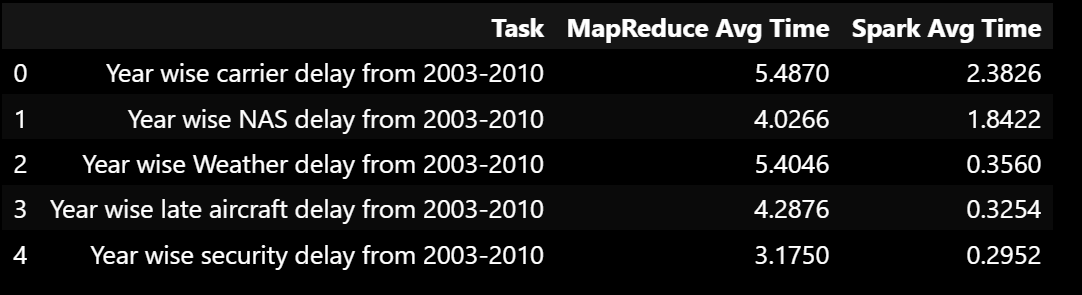 Task MapReduce Avg Time Spark Avg Time
0 Year wise carrier delay from 2003-2010 5.4870 2.3826
1 Year wise NAS delay from 2003-2010 4.0266 1.8422
2 Year wise Weather delay from 2003-2010 5.4046 0.3560
3 Year wise late aircraft delay from 2003-2010 4.2876 0.3254
4 Year wise security delay from 2003-2010 3.1750 0.2952